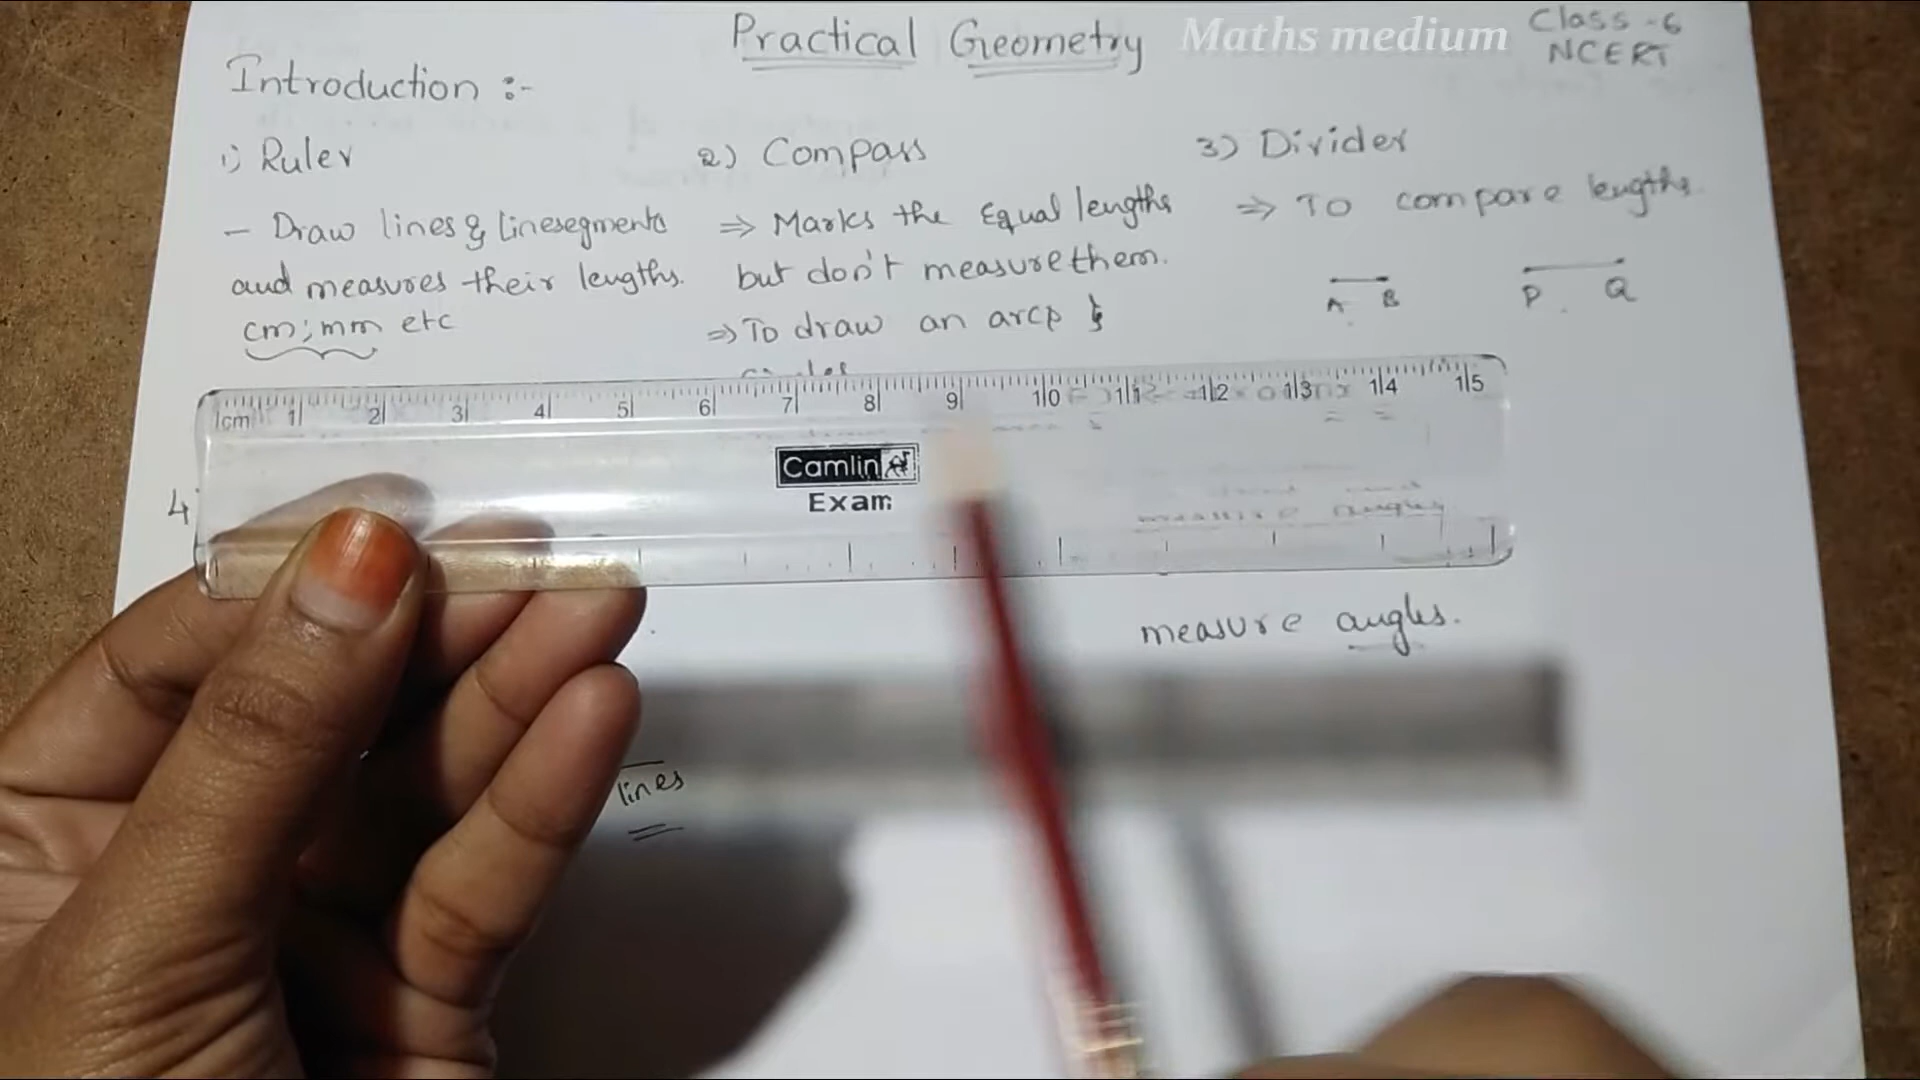 Practical Geometry
Maths medium
Class - 6
NCERT
Introduction :-
1) Ruler
- Draw lines & linesegments
and measures their lengths.
cm; mm etc
2) Compass
⇒ Marks the Equal lengths
but don't measure them.
⇒ To draw an arcs &
3) Divider
⇒ To compare lengths
A B P Q
cm 1 2 3 4 5 6 7 8 9 10 11 12 13 14 15
Camlin
Exam
4
measure angles.
lines